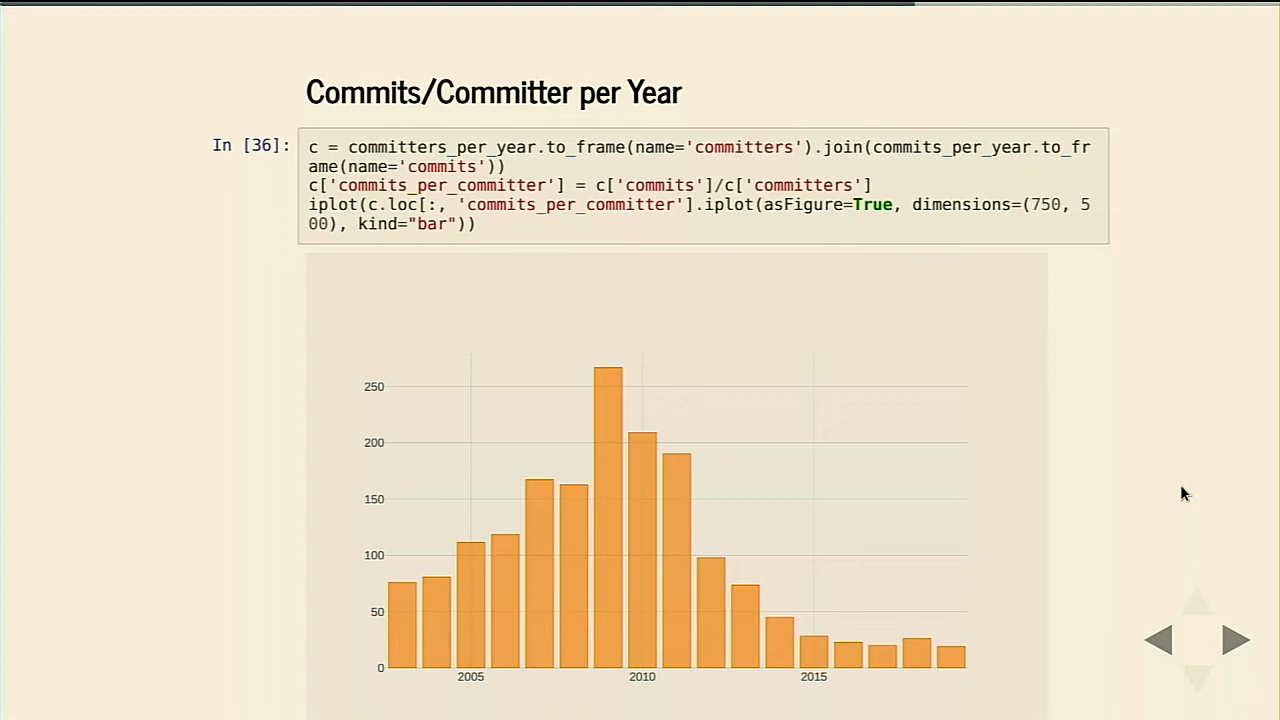 Commits/Committer per Year
In [36]:
c = committers_per_year.to_frame(name='committers').join(commits_per_year.to_fr
ame(name='commits'))
c['commits_per_committer'] = c['commits']/c['committers']
iplot(c.loc[:, 'commits_per_committer'].iplot(asFigure=True, dimensions=(750, 5
00), kind="bar"))
250
200
150
100
50
0
2005 2010 2015